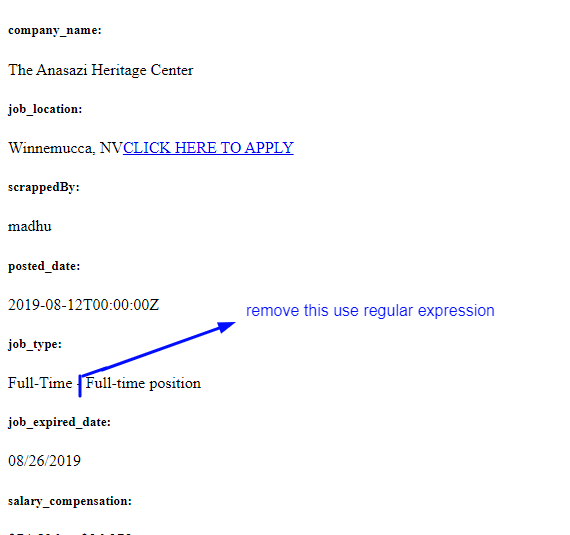 company_name:
The Anasazi Heritage Center
job_location:
Winnemucca, NVCLICK HERE TO APPLY
scrappedBy:
madhu
posted_date:
2019-08-12T00:00:00Z
remove this use regular expression
job_type:
Full-Time - Full-time position
job_expired_date:
08/26/2019
salary_compensation: